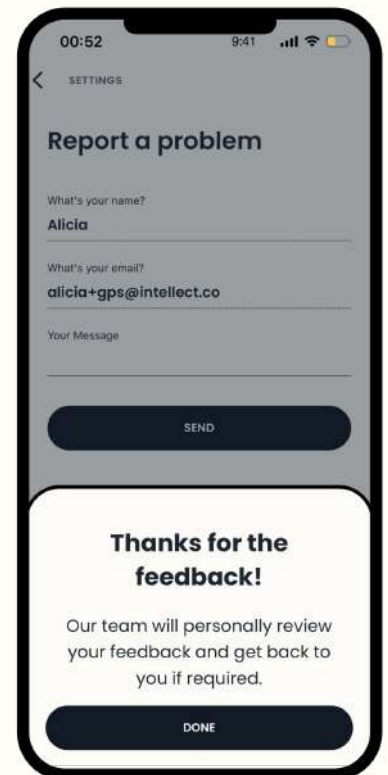 00:52 9:41
SETTINGS
Report a problem
What's your name?
Alicia
What's your email?
alicia+gps@intellect.co
Your Message
SEND
Thanks for the
feedback!
Our team will personally review
your feedback and get back to
you if required.
DONE